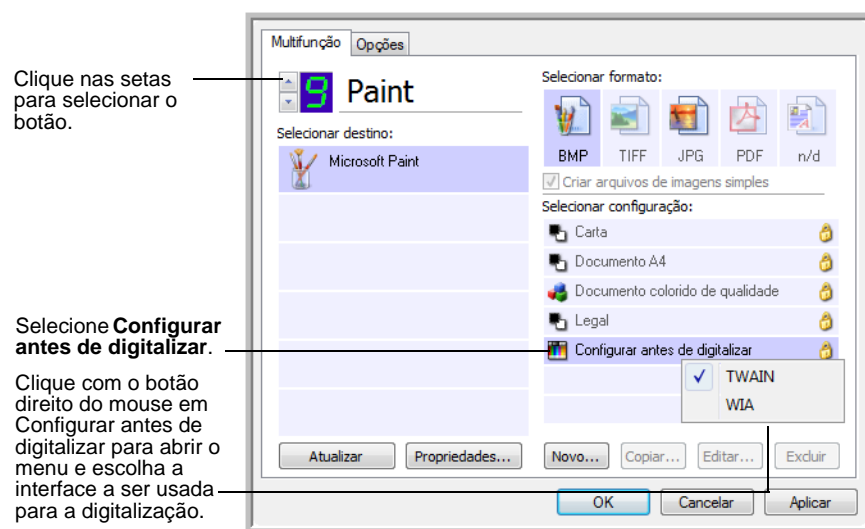 Multifunção Opções
Clique nas setas
para selecionar o
botão.
9 Paint
Selecionar destino:
Microsoft Paint
Selecionar formato:
BMP TIFF JPG PDF n/d
Criar arquivos de imagens simples
Selecionar configuração:
Carta
Documento A4
Documento colorido de qualidade
Legal
Configurar antes de digitalizar
TWAIN
WIA
Selecione Configurar
antes de digitalizar.
Clique com o botão
direito do mouse em
Configurar antes de
digitalizar para abrir o
menu e escolha a
interface a ser usada
para a digitalização.
Atualizar Propriedades... Novo... Copiar... Editar... Excluir
OK Cancelar Aplicar